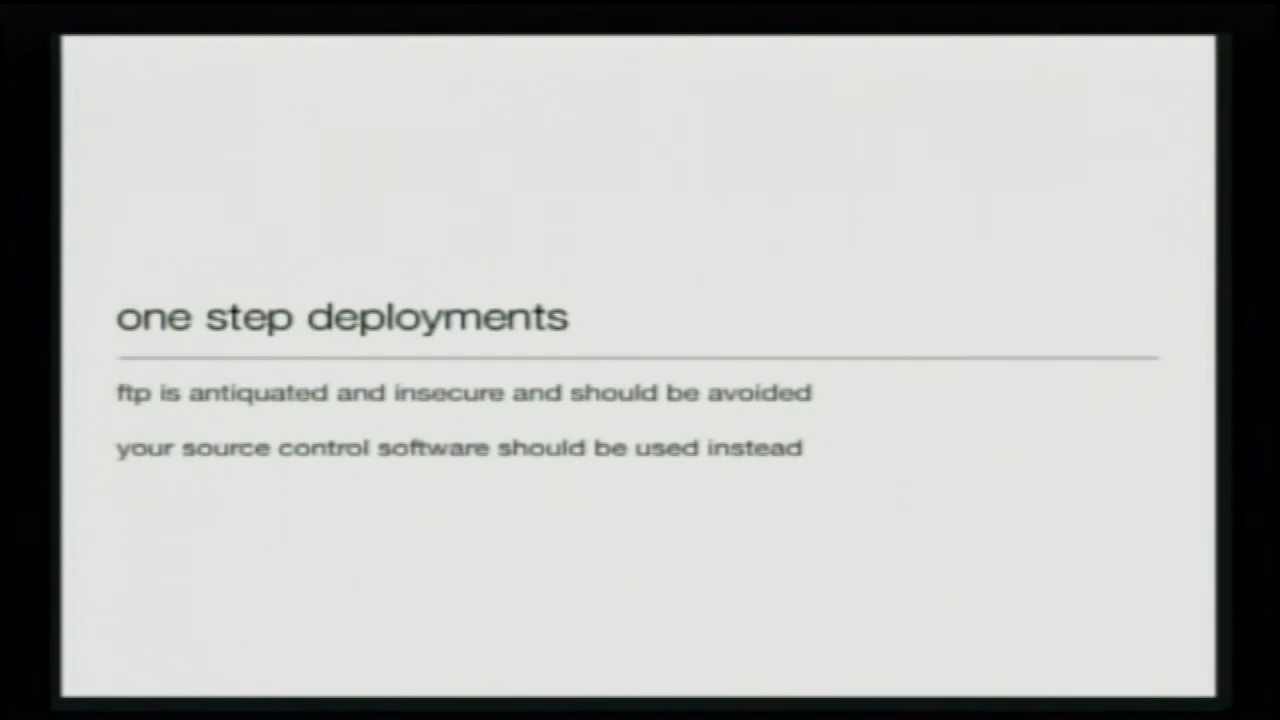 one step deployments
ftp is antiquated and insecure and should be avoided
your source control software should be used instead